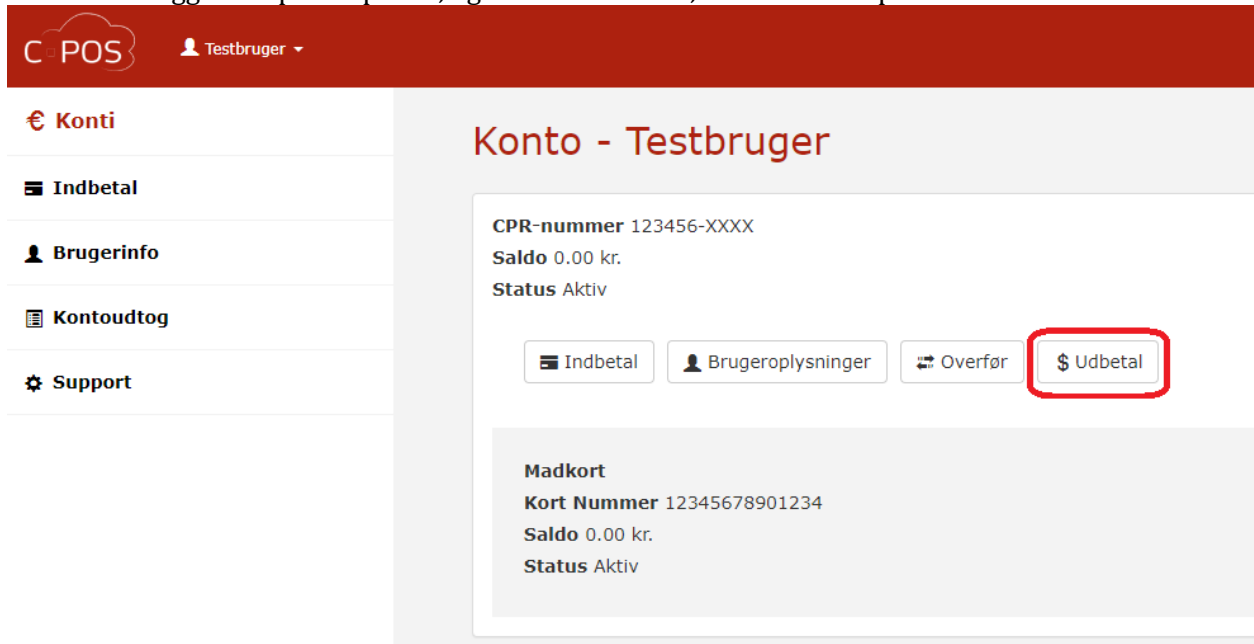 C POS
Testbruger
€ Konti
Indbetal
Brugerinfo
Kontoudtog
Support
Konto - Testbruger
CPR-nummer 123456-XXXX
Saldo 0.00 kr.
Status Aktiv
Indbetal Brugeroplysninger Overfør $ Udbetal
Madkort
Kort Nummer 12345678901234
Saldo 0.00 kr.
Status Aktiv